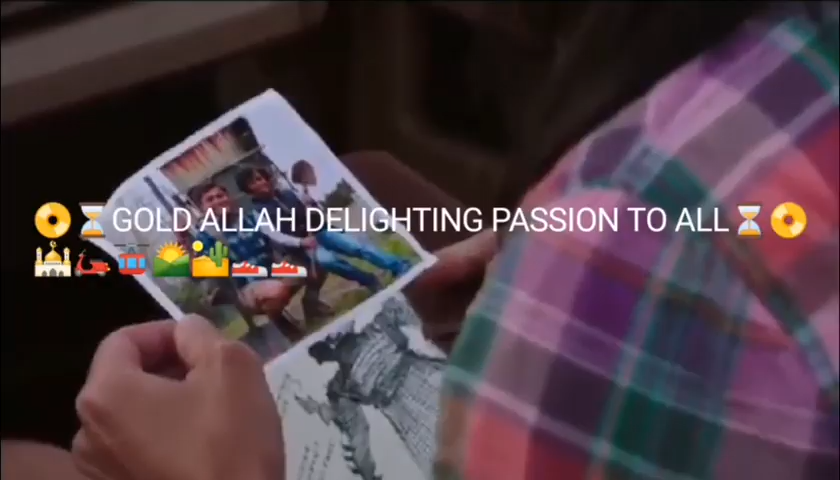 📀⏳GOLD ALLAH DELIGHTING PASSION TO ALL⏳📀
🕌🛵🚡🌄🏜👟👟